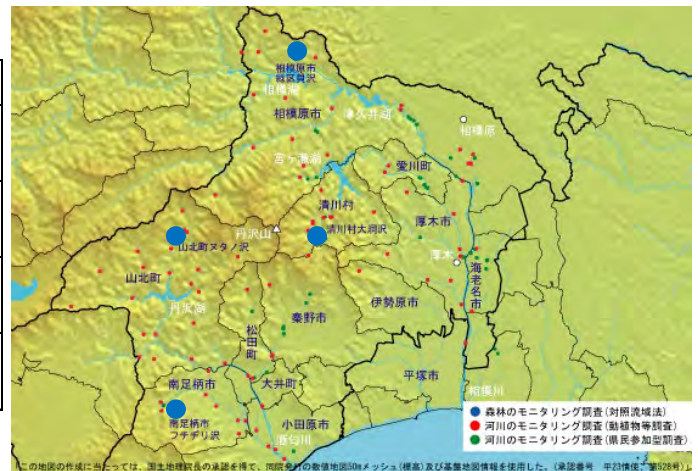 相模原市
相模湖
相模原市
津久井湖
相模原
宮ヶ瀬湖
愛川町
清川村
清川村大洞沢
丹沢山
山北町ヌタノ沢
厚木市
厚木
海老名市
山北町
丹沢湖
伊勢原市
秦野市
松田町
平塚市
相模川
南足柄市
大井町
南足柄市
フチヂリ沢
小田原市
酒匂川
森林のモニタリング調査(対照流域法)
河川のモニタリング調査(動植物等調査)
河川のモニタリング調査(県民参加型調査)
この地図の作成に当たっては、国土地理院長の承認を得て、同院発行の数値地図50mメッシュ(標高)及び基盤地図情報を使用した。(承認番号 平23情使、第528号)